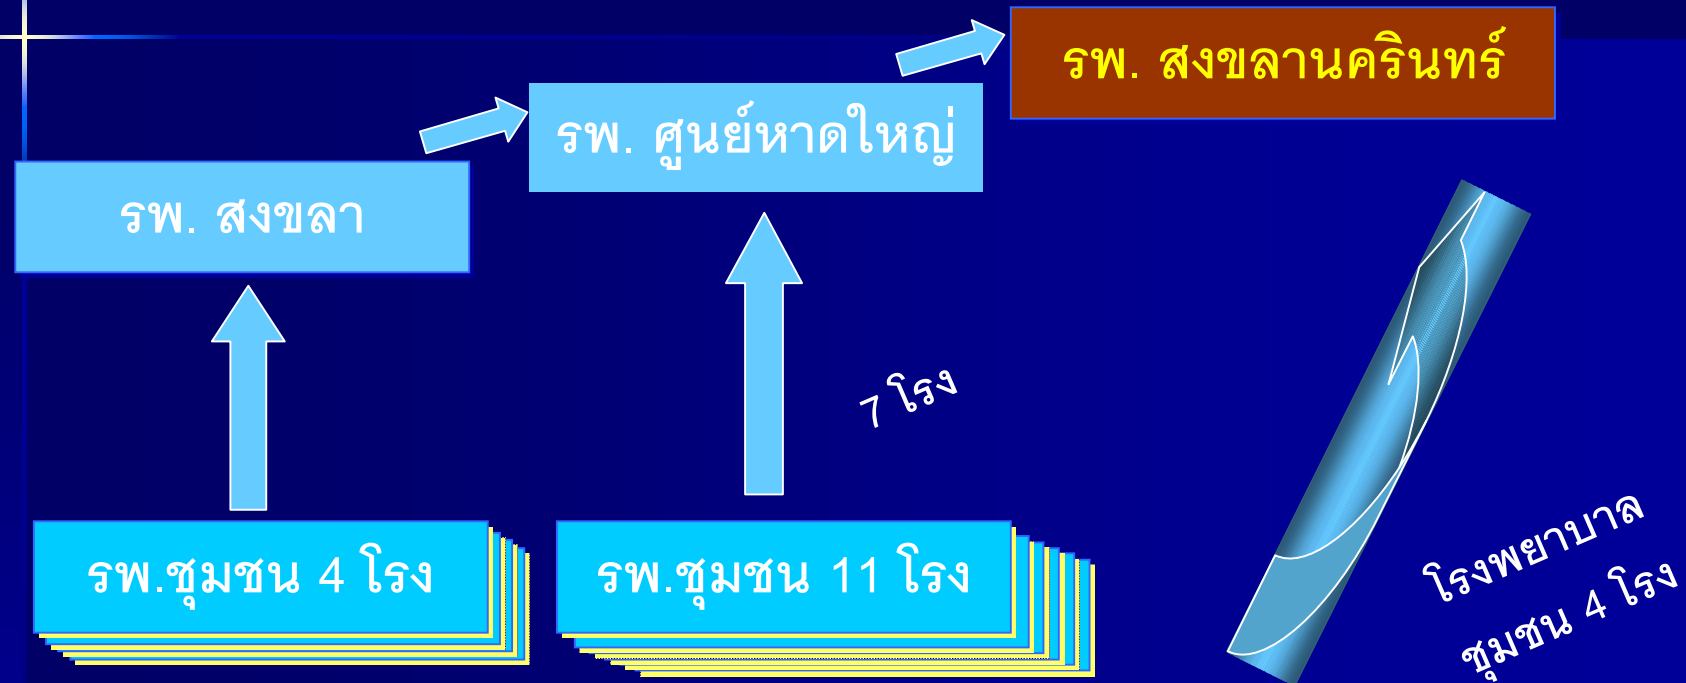 รพ. สงขลานครินทร์
รพ. ศูนย์หาดใหญ่
รพ. สงขลา
7 โรง
รพ.ชุมชน 4 โรง
รพ.ชุมชน 11 โรง
โรงพยาบาล
ชุมชน 4 โรง